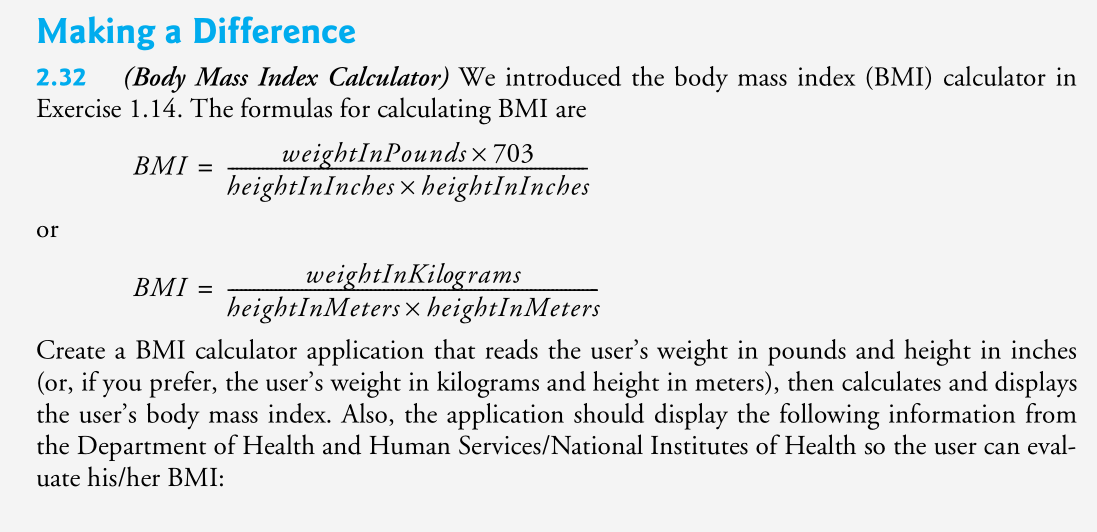 Making a Difference
2.32 (Body Mass Index Calculator) We introduced the body mass index (BMI) calculator in
Exercise 1.14. The formulas for calculating BMI are
BMI = weightInPounds × 703
heightInInches × heightInInches
or
BMI = weightInKilograms
heightInMeters × heightInMeters
Create a BMI calculator application that reads the user's weight in pounds and height in inches
(or, if you prefer, the user's weight in kilograms and height in meters), then calculates and displays
the user's body mass index. Also, the application should display the following information from
the Department of Health and Human Services/National Institutes of Health so the user can eval-
uate his/her BMI: